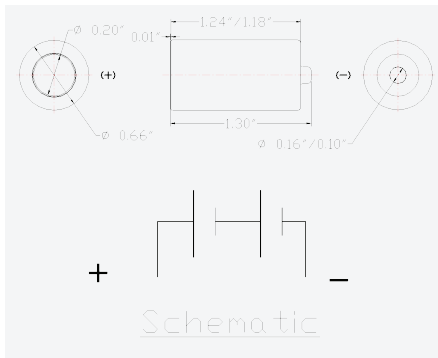 1.24"/1.18"
Ø 0.20"
0.01"
(+)
(−)
1.30"
Ø 0.16"/0.10"
Ø 0.66"
+
−
Schematic